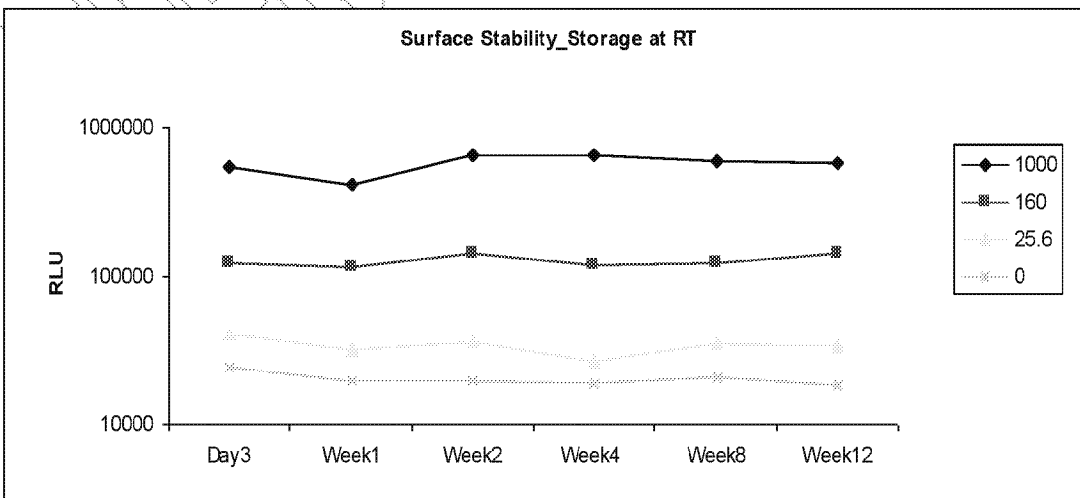 Surface Stability_Storage at RT
1000000
100000
10000
RLU
Day3 Week1 Week2 Week4 Week8 Week12
1000
160
25.6
0